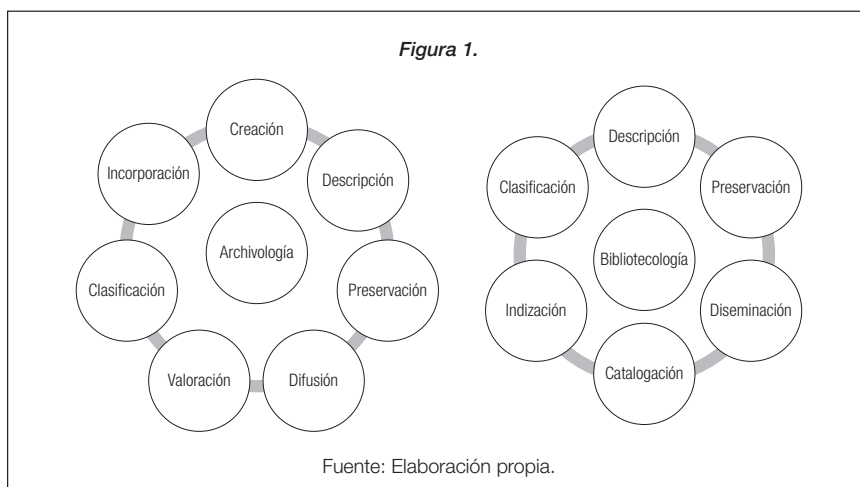 Figura 1.
Creación
Incorporación
Descripción
Archivología
Clasificación
Preservación
Valoración
Difusión
Descripción
Clasificación
Preservación
Bibliotecología
Indización
Diseminación
Catalogación
Fuente: Elaboración propia.